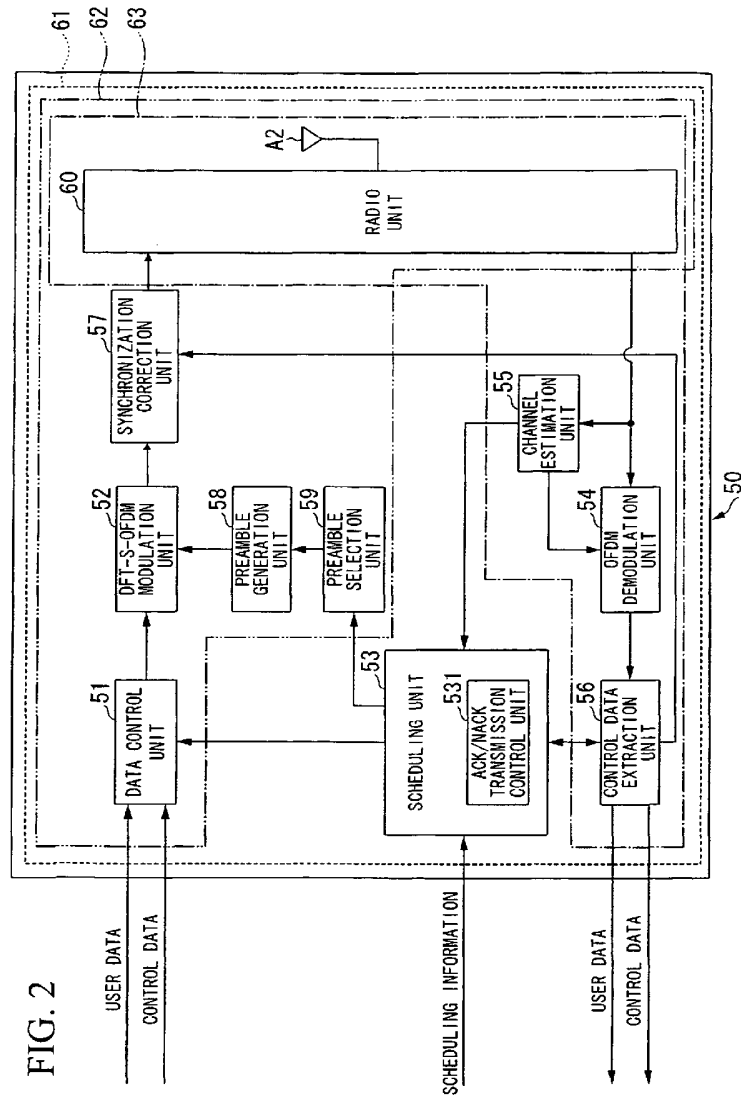 FIG. 2
61
62
63
USER DATA
CONTROL DATA
51
DATA CONTROL
UNIT
52
DFT-S-OFDM
MODULATION
UNIT
57
SYNCHRONIZATION
CORRECTION
UNIT
60
RADIO
UNIT
A2
58
PREAMBLE
GENERATION
UNIT
59
PREAMBLE
SELECTION
UNIT
SCHEDULING INFORMATION
53
SCHEDULING UNIT
531
ACK/NACK
TRANSMISSION
CONTROL UNIT
55
CHANNEL
ESTIMATION
UNIT
54
OFDM
DEMODULATION
UNIT
56
CONTROL DATA
EXTRACTION
UNIT
USER DATA
CONTROL DATA
50